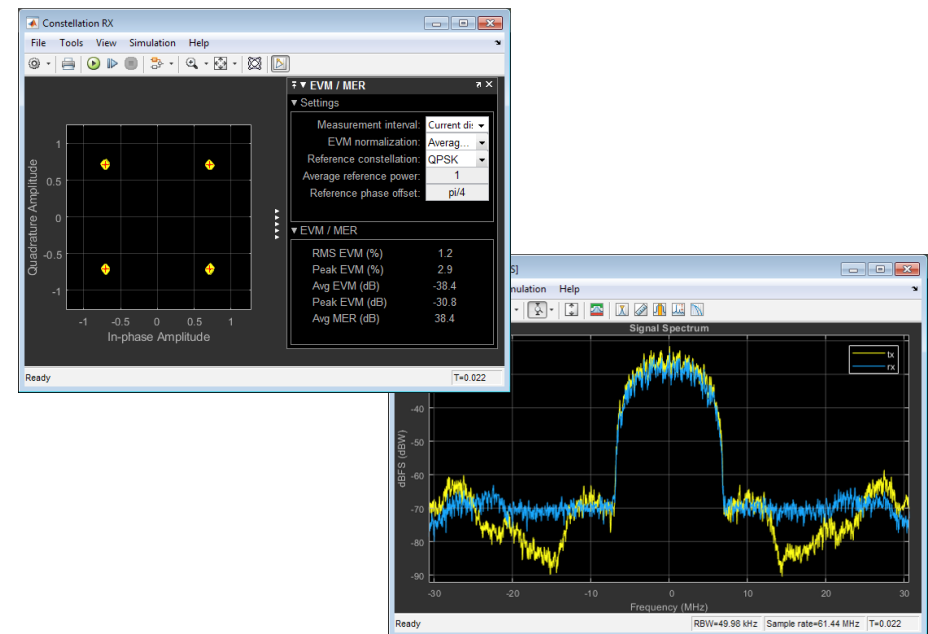 Constellation RX
File Tools View Simulation Help
EVM / MER
Settings
Measurement interval: Current di:
EVM normalization: Averag...
Reference constellation: QPSK
Average reference power: 1
Reference phase offset: pi/4
EVM / MER
RMS EVM (%) 1.2
Peak EVM (%) 2.9
Avg EVM (dB) -38.4
Peak EVM (dB) -30.8
Avg MER (dB) 38.4
Quadrature Amplitude
1
0.5
0
-0.5
-1
-1 -0.5 0 0.5 1
In-phase Amplitude
Ready T=0.022
S]
nulation Help
Signal Spectrum
tx
rx
dBFS (dBW)
-40
-50
-60
-70
-80
-90
-30 -20 -10 0 10 20 30
Frequency (MHz)
Ready RBW=49.98 kHz Sample rate=61.44 MHz T=0.022